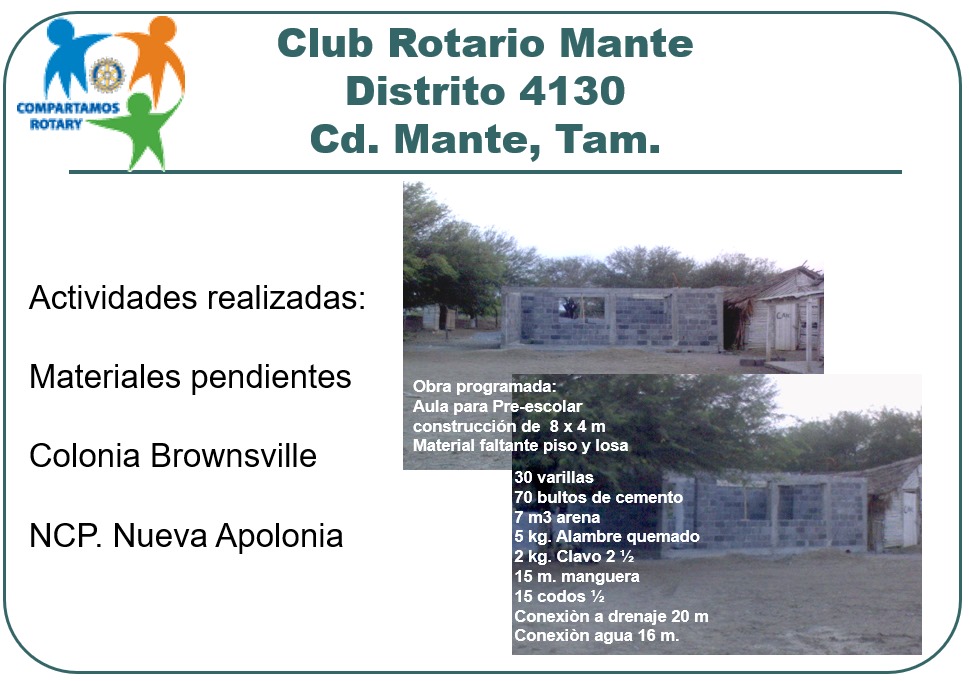 Club Rotario Mante
Distrito 4130
Cd. Mante, Tam.
COMPARTAMOS
ROTARY
Actividades realizadas:
Materiales pendientes
Colonia Brownsville
NCP. Nueva Apolonia
Obra programada:
Aula para Pre-escolar
construcción de 8 x 4 m
Material faltante piso y losa
30 varillas
70 bultos de cemento
7 m3 arena
5 kg. Alambre quemado
2 kg. Clavo 2 ½
15 m. manguera
15 codos ½
Conexiòn a drenaje 20 m
Conexiòn agua 16 m.